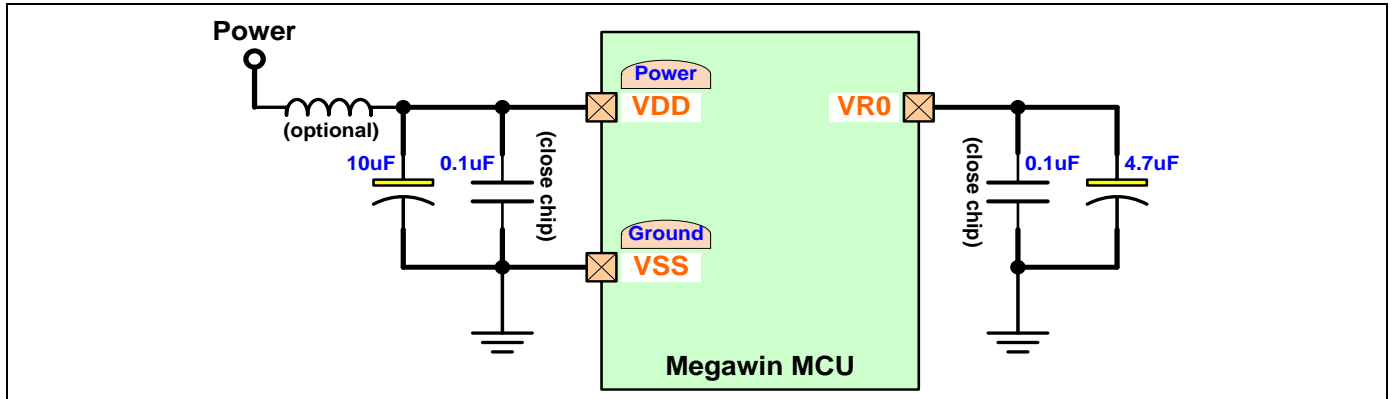 Power
(optional)
10uF
0.1uF
(close chip)
Power
VDD
Ground
VSS
VR0
(close chip)
0.1uF
4.7uF
Megawin MCU